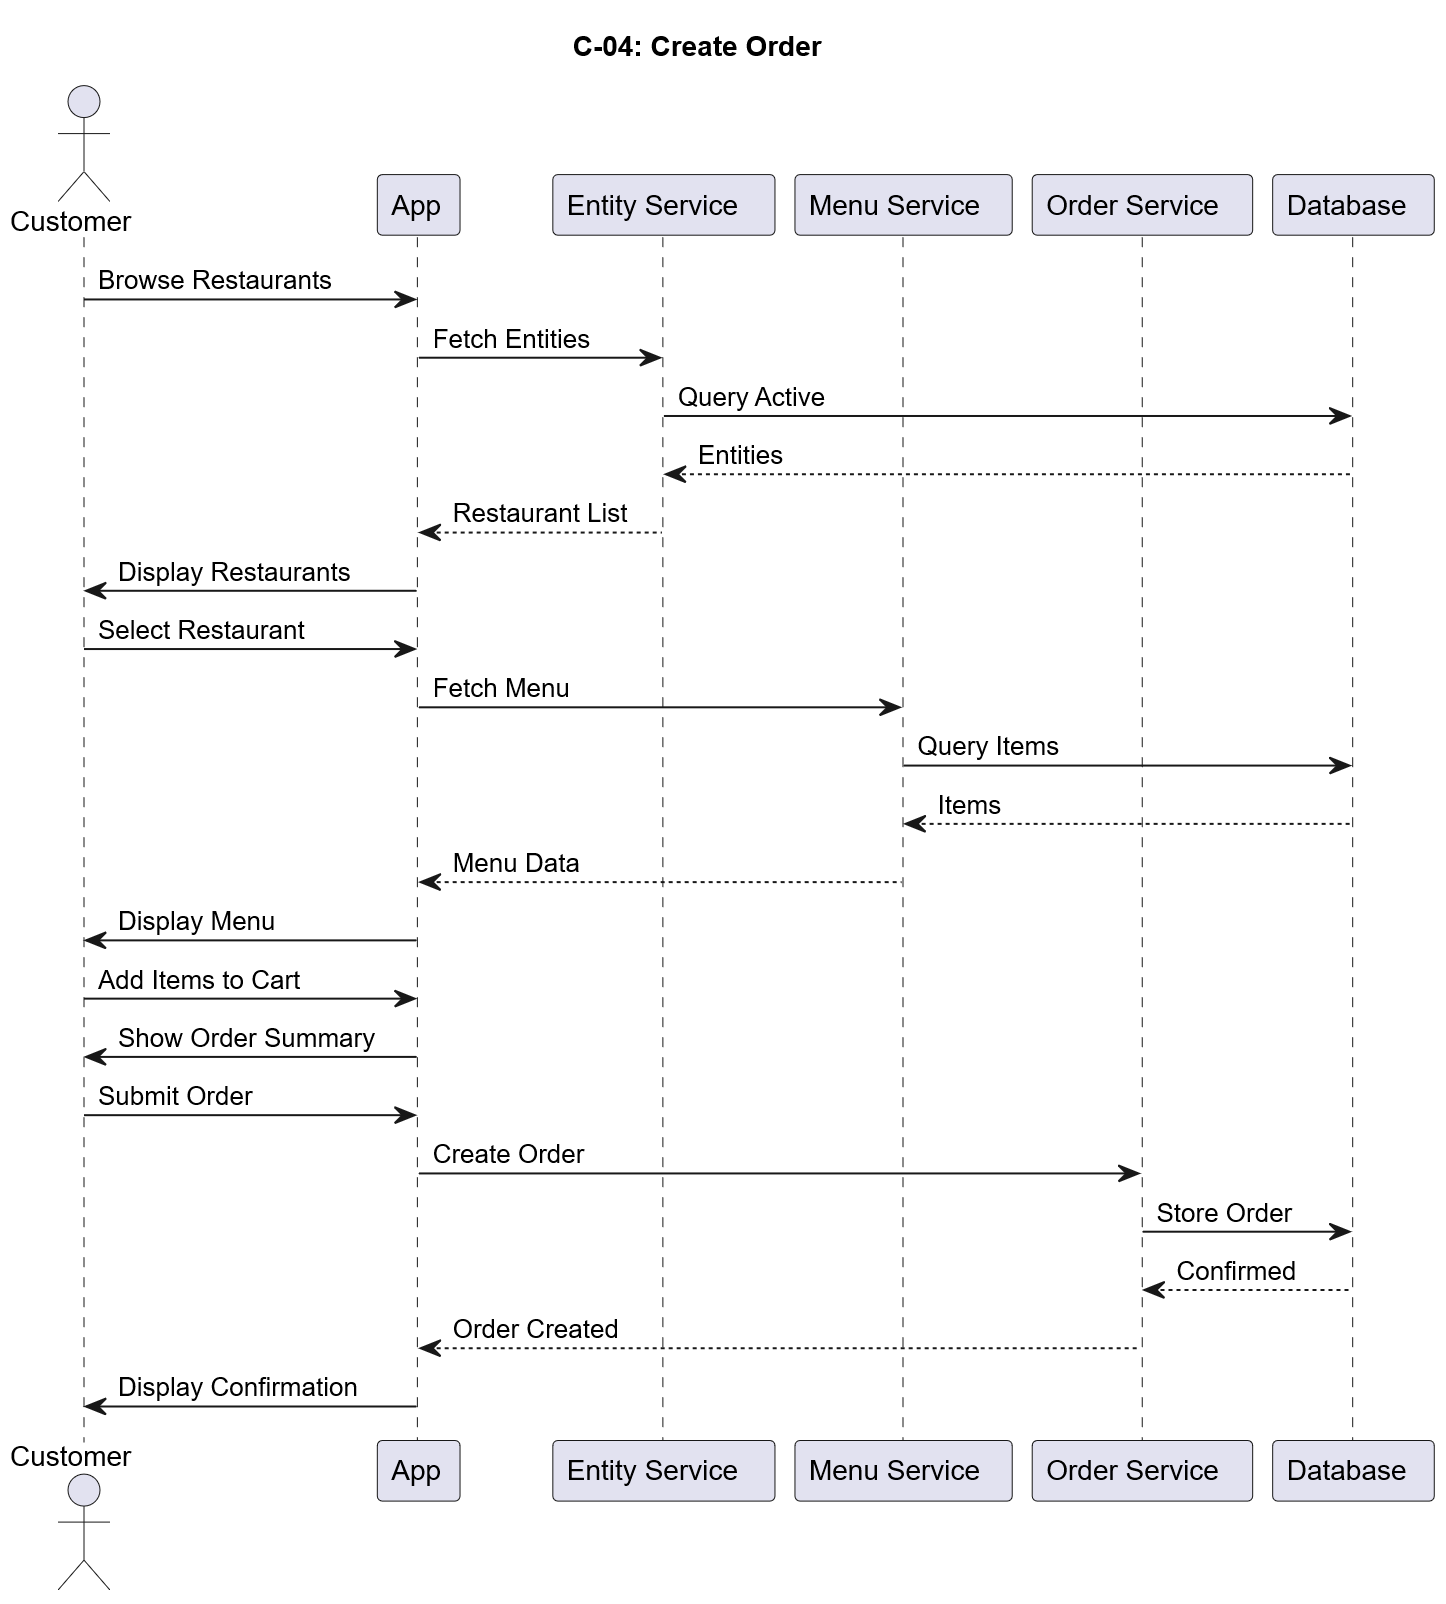 C-04: Create Order
Customer
App
Entity Service
Menu Service
Order Service
Database
Browse Restaurants
Fetch Entities
Query Active
Entities
Restaurant List
Display Restaurants
Select Restaurant
Fetch Menu
Query Items
Items
Menu Data
Display Menu
Add Items to Cart
Show Order Summary
Submit Order
Create Order
Store Order
Confirmed
Order Created
Display Confirmation
Customer
App
Entity Service
Menu Service
Order Service
Database